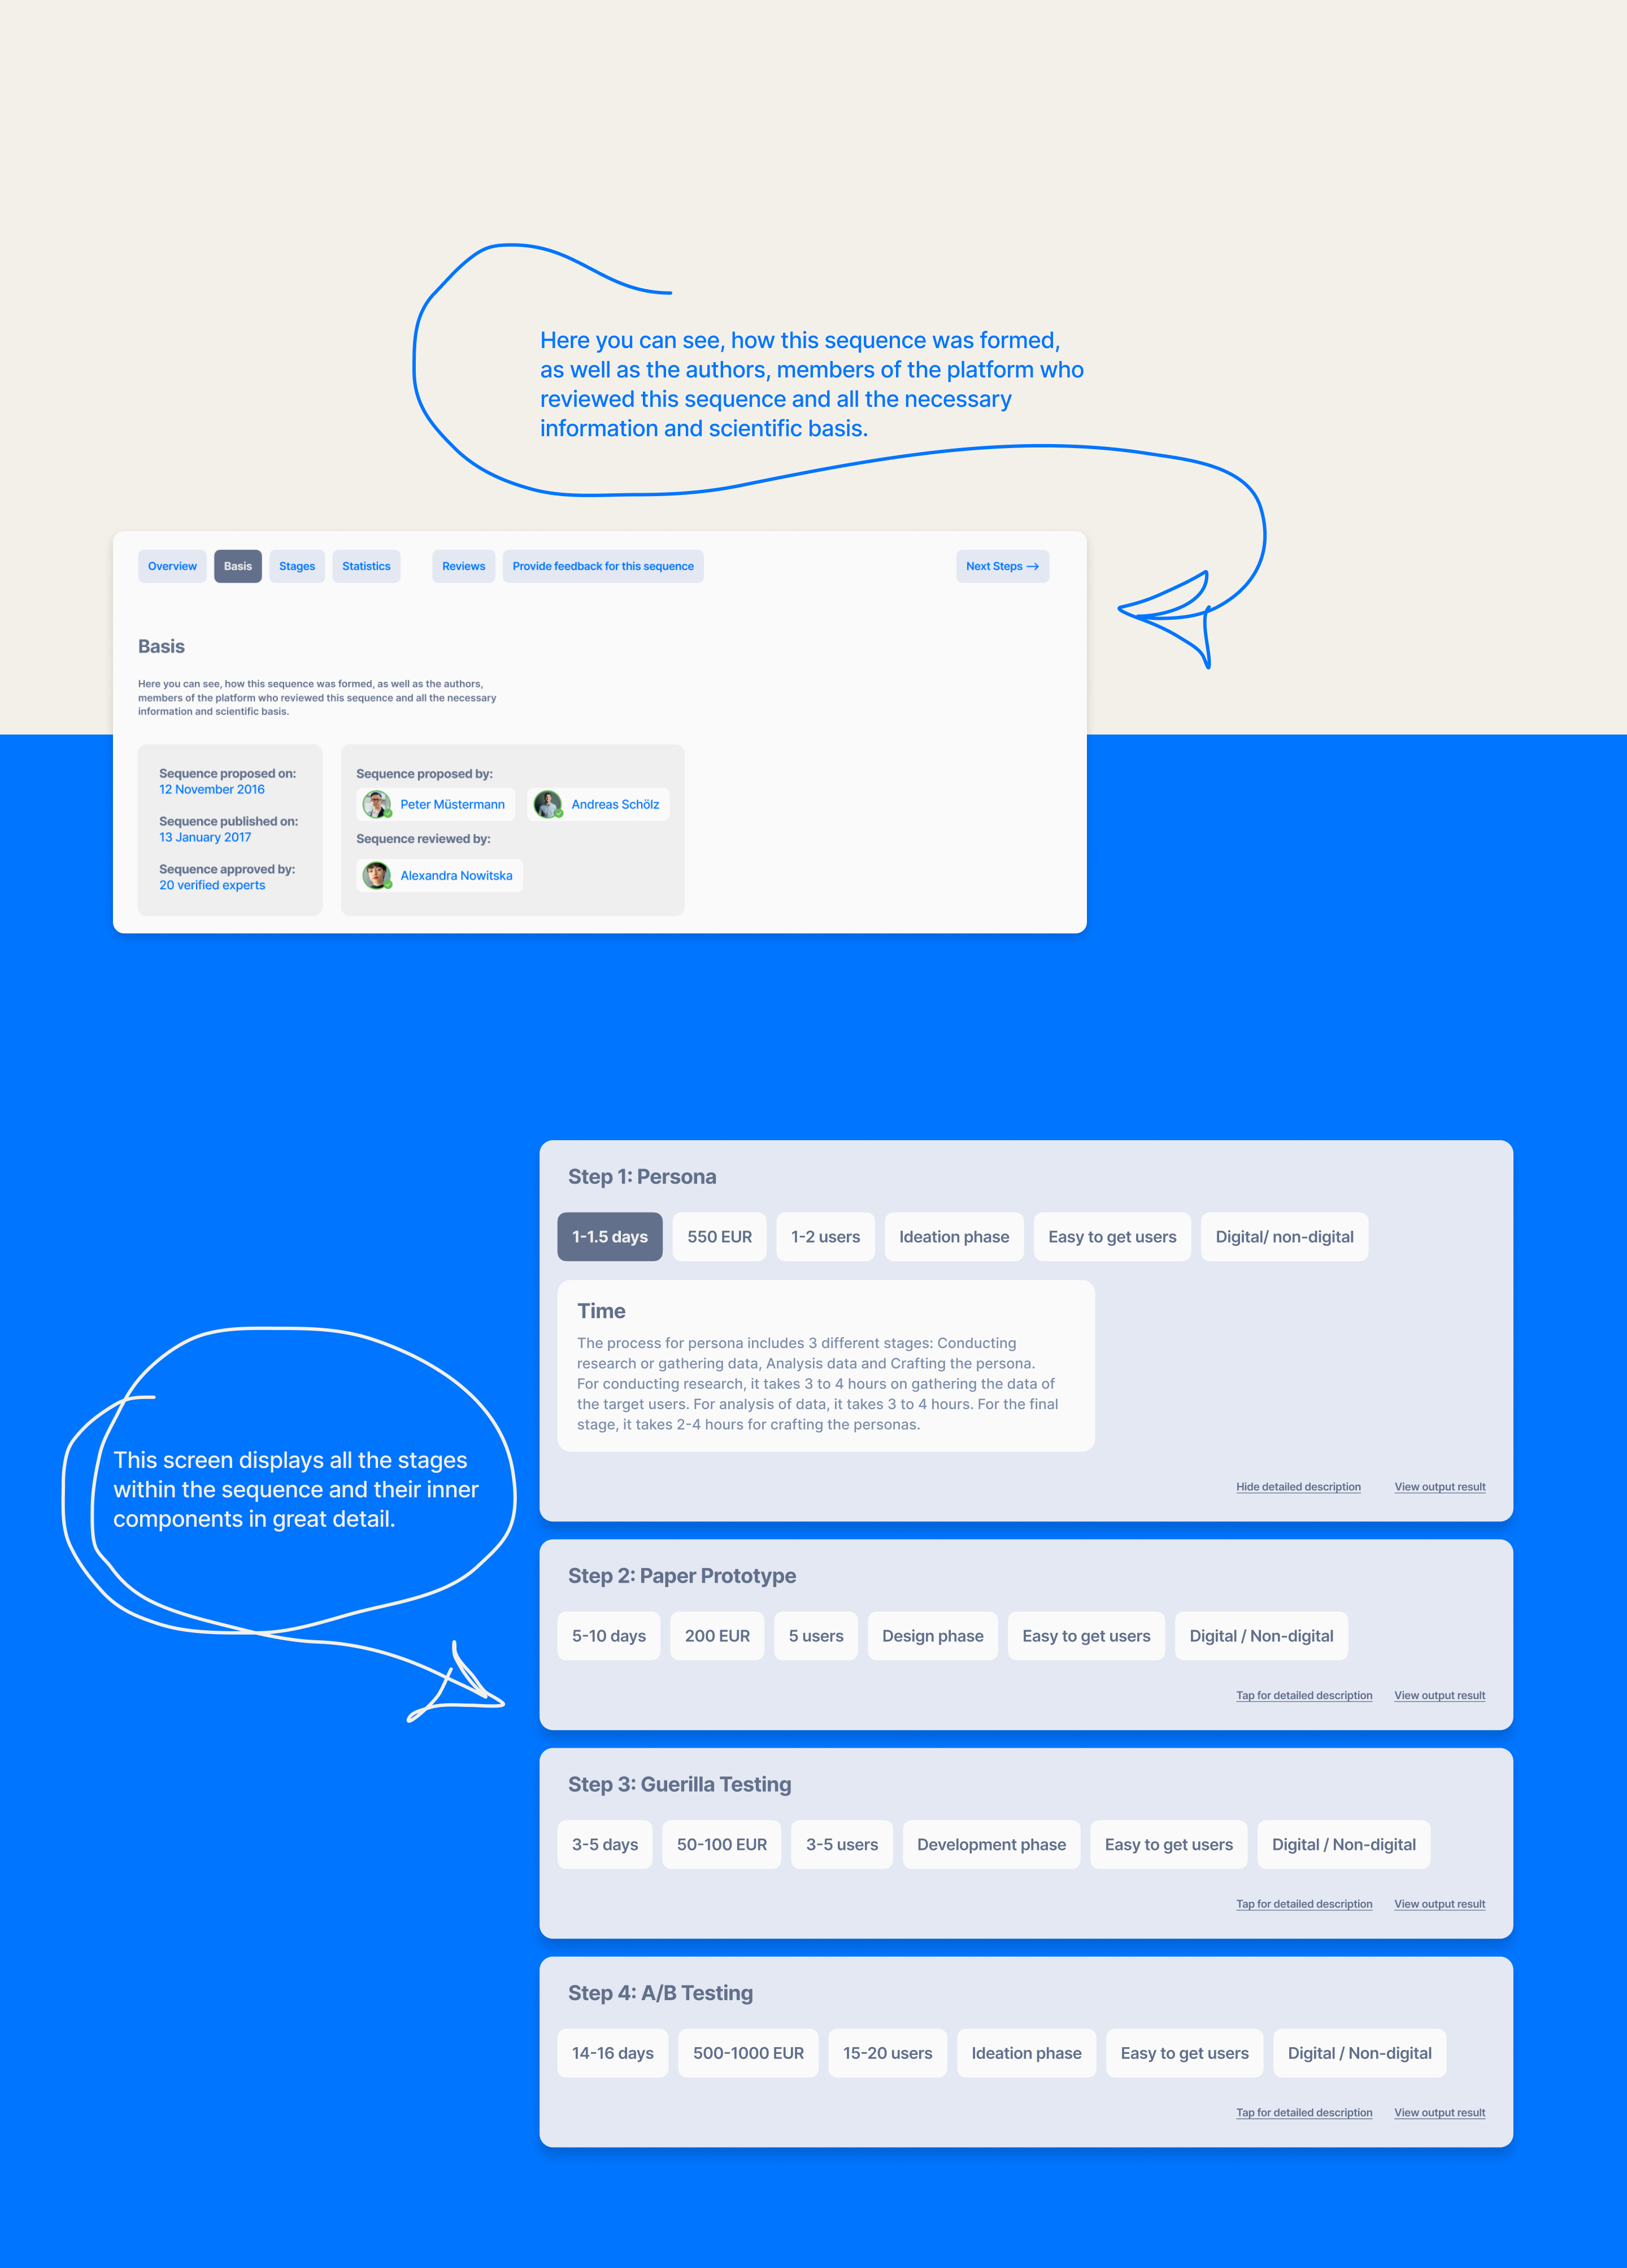 Here you can see, how this sequence was formed,
as well as the authors, members of the platform who
reviewed this sequence and all the necessary
information and scientific basis.
Overview Basis Stages Statistics Reviews Provide feedback for this sequence Next Steps →
Basis
Here you can see, how this sequence was formed, as well as the authors,
members of the platform who reviewed this sequence and all the necessary
information and scientific basis.
Sequence proposed on:
12 November 2016
Sequence published on:
13 January 2017
Sequence approved by:
20 verified experts
Sequence proposed by:
Peter Müstermann Andreas Schölz
Sequence reviewed by:
Alexandra Nowitska
This screen displays all the stages
within the sequence and their inner
components in great detail.
Step 1: Persona
1-1.5 days 550 EUR 1-2 users Ideation phase Easy to get users Digital/ non-digital
Time
The process for persona includes 3 different stages: Conducting
research or gathering data, Analysis data and Crafting the persona.
For conducting research, it takes 3 to 4 hours on gathering the data of
the target users. For analysis of data, it takes 3 to 4 hours. For the final
stage, it takes 2-4 hours for crafting the personas.
Hide detailed description View output result
Step 2: Paper Prototype
5-10 days 200 EUR 5 users Design phase Easy to get users Digital / Non-digital
Tap for detailed description View output result
Step 3: Guerilla Testing
3-5 days 50-100 EUR 3-5 users Development phase Easy to get users Digital / Non-digital
Tap for detailed description View output result
Step 4: A/B Testing
14-16 days 500-1000 EUR 15-20 users Ideation phase Easy to get users Digital / Non-digital
Tap for detailed description View output result